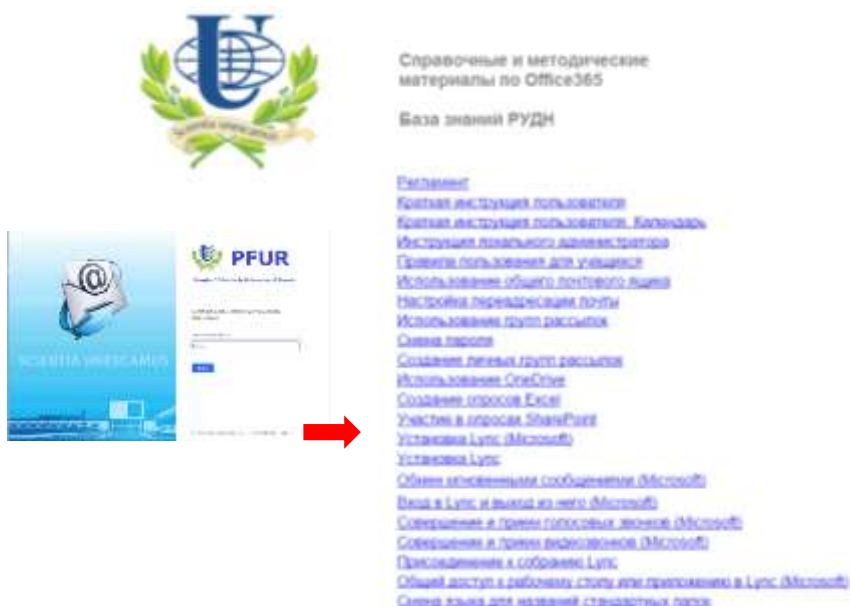 Справочные и методические
материалы по Office365
База знаний РУДН
PFUR
SCIENTIA UNESCAMUS
Регламент
Краткая инструкция пользователя
Краткая инструкция пользователя. Календарь
Инструкция локального администратора
Правила пользования для учащихся
Использование общего почтового ящика
Настройка переадресации почты
Использование групп рассылок
Смена пароля
Создание личных групп рассылок
Использование OneDrive
Создание опросов Excel
Участие в опросах SharePoint
Установка Lync (Microsoft)
Установка Lync
Обмен мгновенными сообщениями (Microsoft)
Вход в Lync и выход из него (Microsoft)
Совершение и прием голосовых звонков (Microsoft)
Совершение и прием видеозвонков (Microsoft)
Присоединение к собранию Lync
Общий доступ к рабочему столу или приложению в Lync (Microsoft)
Смена языка для названий стандартных папок